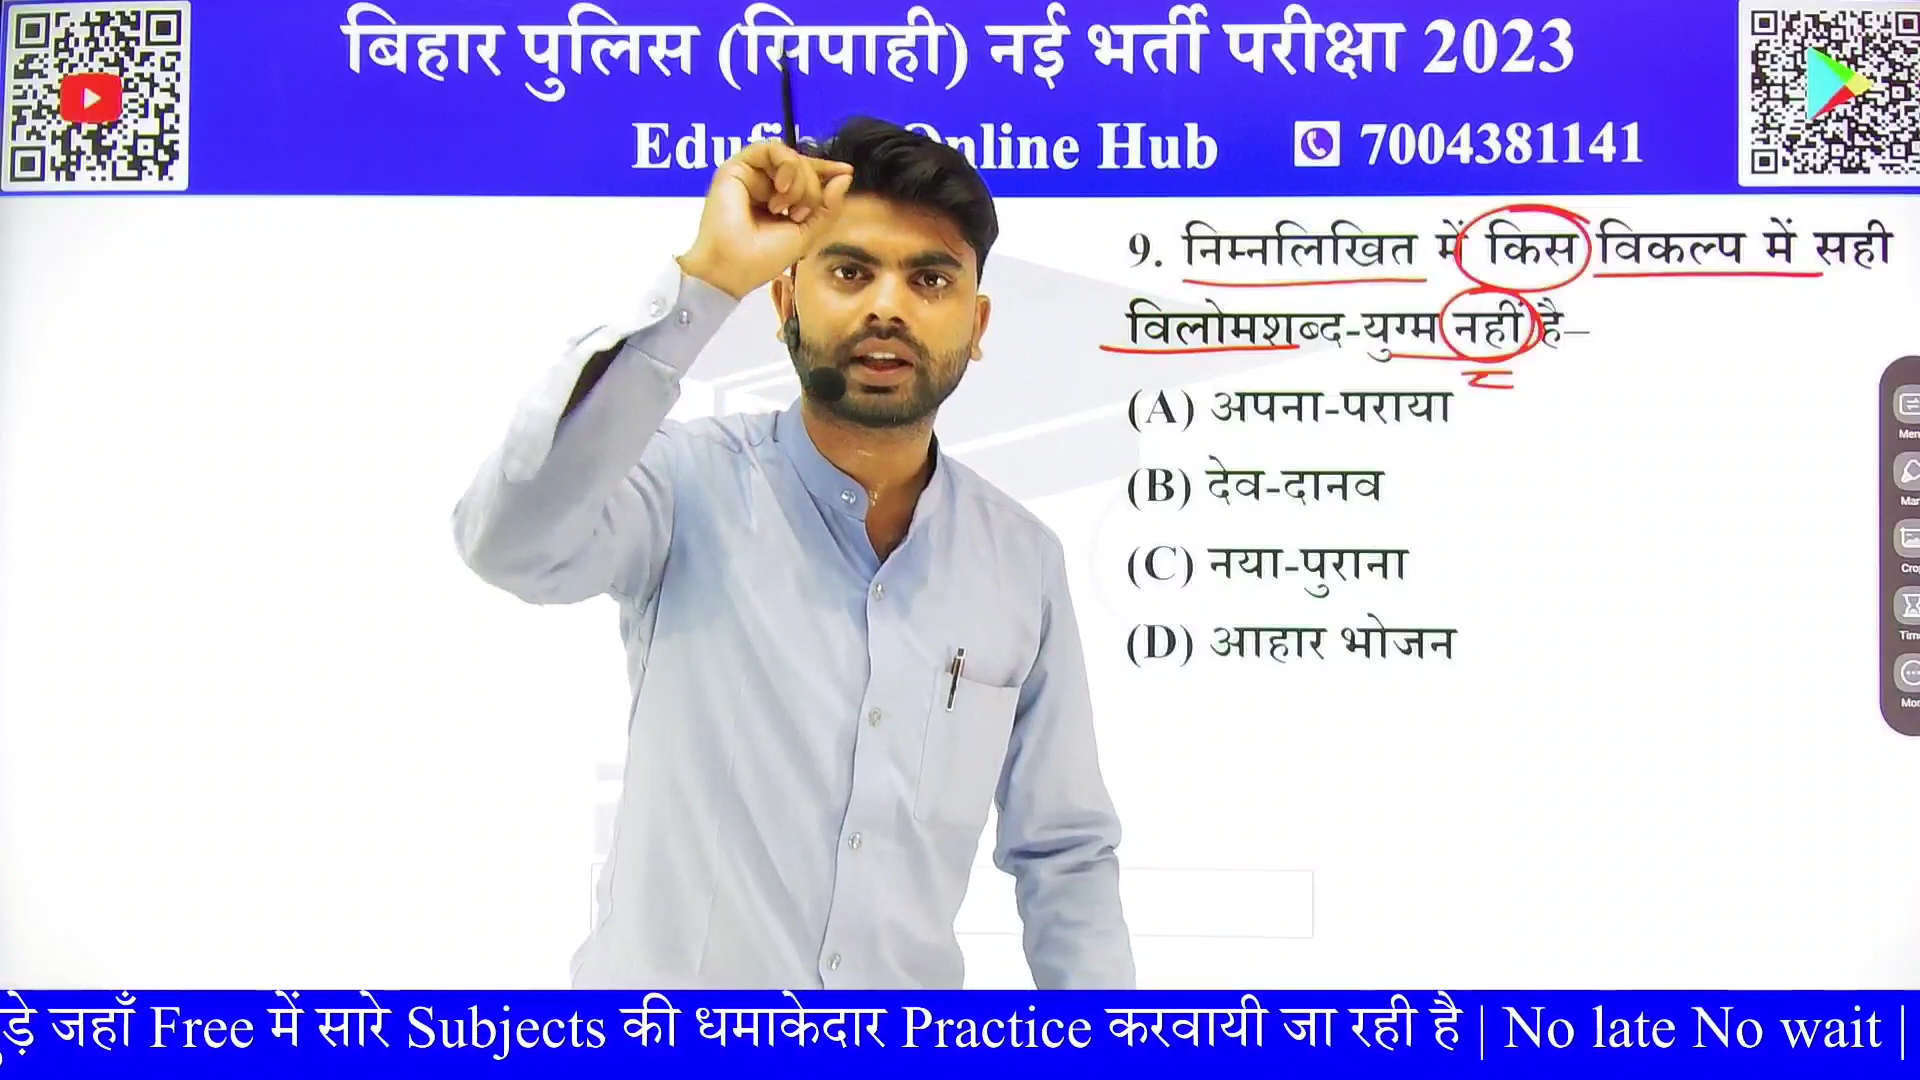 बिहार पुलिस (सिपाही) नई भर्ती परीक्षा 2023
Hub 7004381141
9. निम्नलिखित में किस विकल्प में सही
विलोमशब्द-युग्म नहीं है–
(A) अपना-पराया
(B) देव-दानव
(C) नया-पुराना
(D) आहार भोजन
जहाँ Free में सारे Subjects की धमाकेदार Practice करवायी जा रही है | No late No wait |